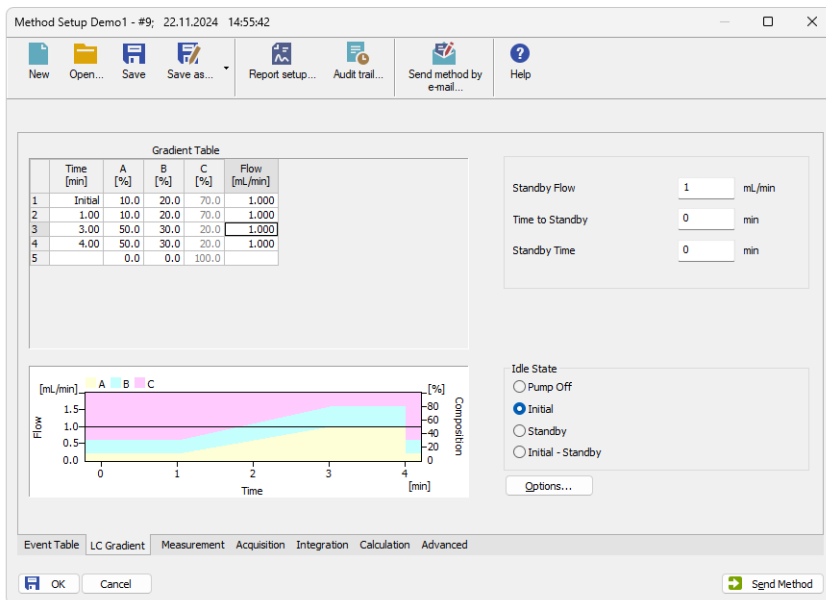 Method Setup Demo1 - #9; 22.11.2024 14:55:42
New Open... Save Save as... Report setup... Audit trail... Send method by e-mail... Help
Gradient Table
Time [min] A [%] B [%] C [%] Flow [mL/min]
1 Initial 10.0 20.0 70.0 1.000
2 1.00 10.0 20.0 70.0 1.000
3 3.00 50.0 30.0 20.0 1.000
4 4.00 50.0 30.0 20.0 1.000
5 0.0 0.0 100.0
Standby Flow 1 mL/min
Time to Standby 0 min
Standby Time 0 min
[mL/min] A B C [%]
1.5 80
1.0 60
0.5 40
0.0 20
0
Flow
Composition
0 1 2 3 4
Time [min]
Idle State
Pump Off
Initial
Standby
Initial - Standby
Options...
Event Table LC Gradient Measurement Acquisition Integration Calculation Advanced
OK Cancel Send Method